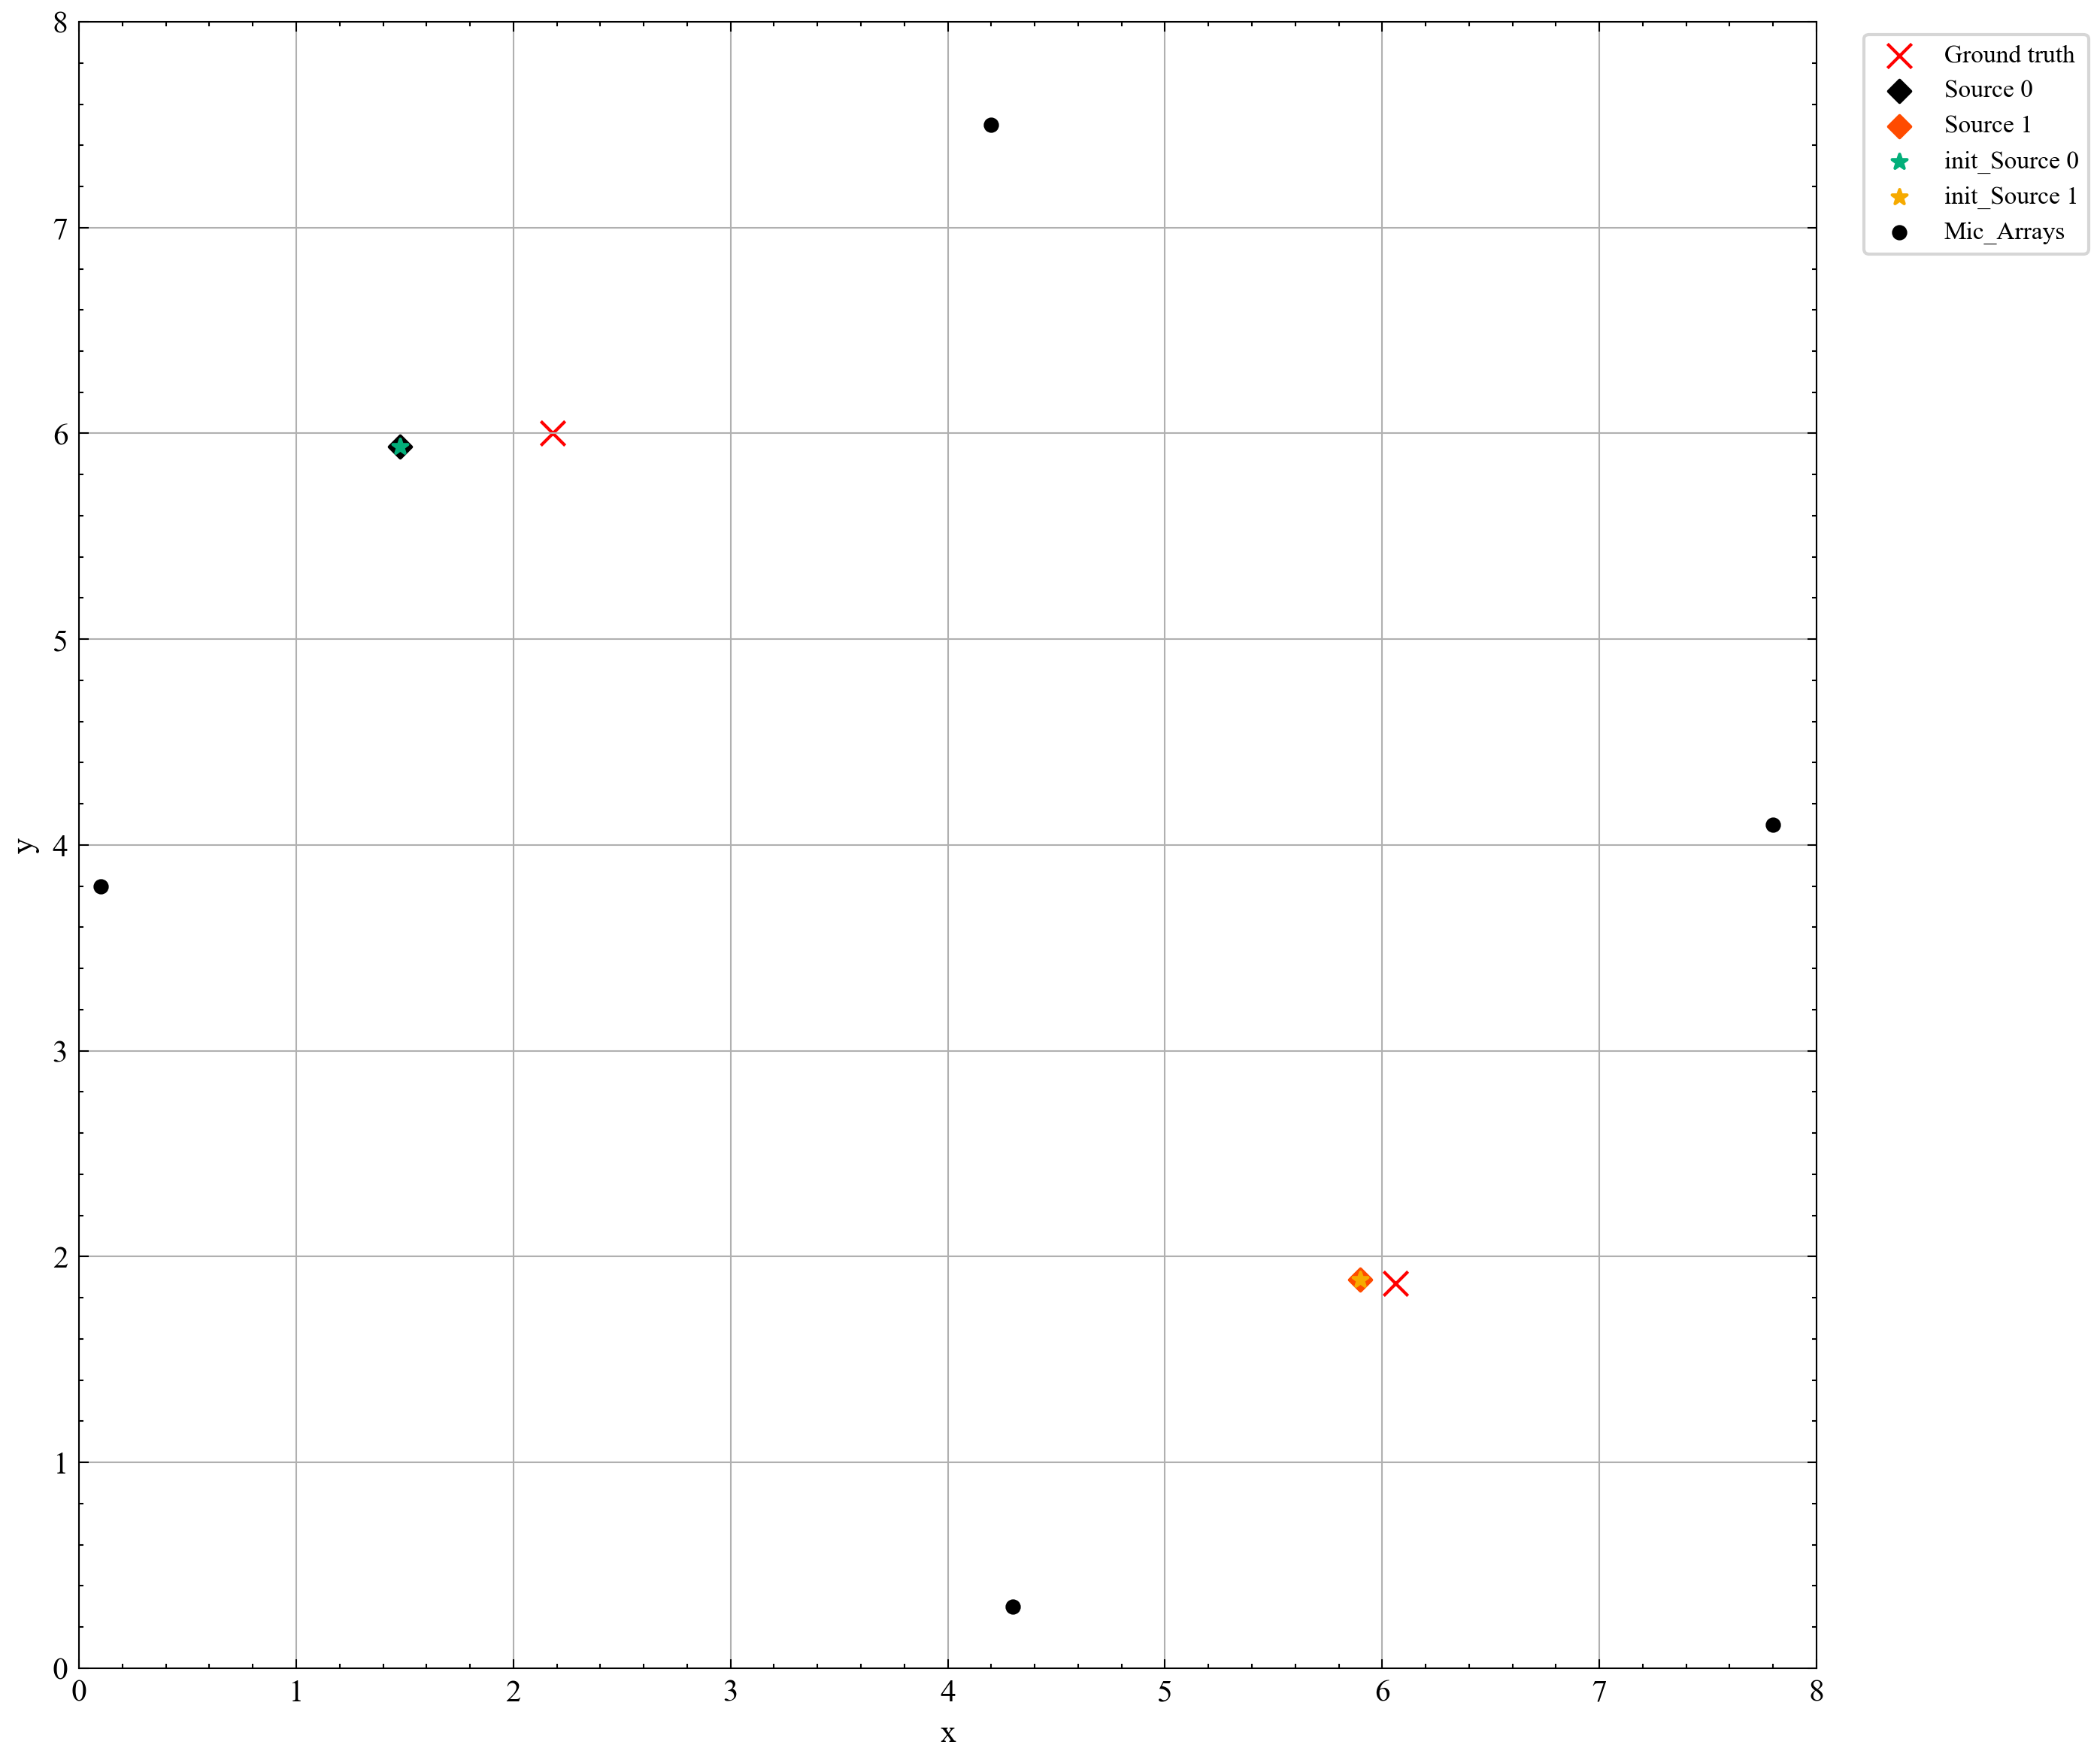 8
7
6
5
4
3
2
1
0
y
0 1 2 3 4 5 6 7 8
x
Ground truth
Source 0
Source 1
init_Source 0
init_Source 1
Mic_Arrays